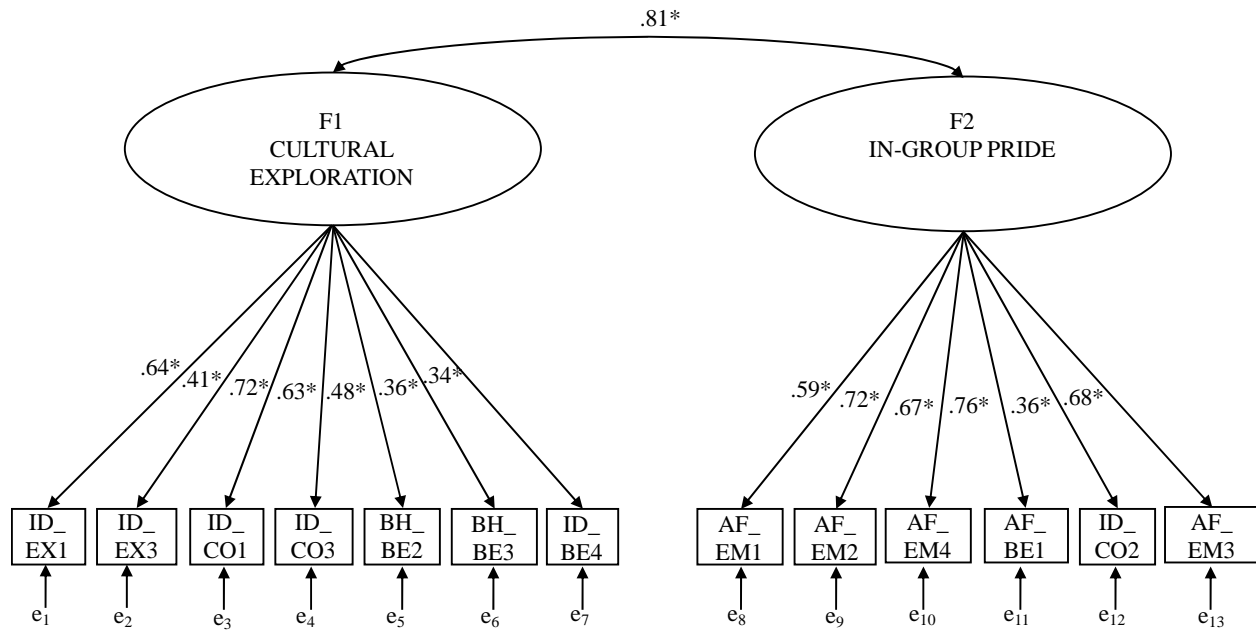 .81*
F1
CULTURAL
EXPLORATION
F2
IN-GROUP PRIDE
.64* .41* .72* .63* .48* .36* .34*
.59* .72* .67* .76* .36* .68*
ID_
EX1
ID_
EX3
ID_
CO1
ID_
CO3
BH_
BE2
BH_
BE3
ID_
BE4
AF_
EM1
AF_
EM2
AF_
EM4
AF_
BE1
ID_
CO2
AF_
EM3
e₁ e₂ e₃ e₄ e₅ e₆ e₇ e₈ e₉ e₁₀ e₁₁ e₁₂ e₁₃